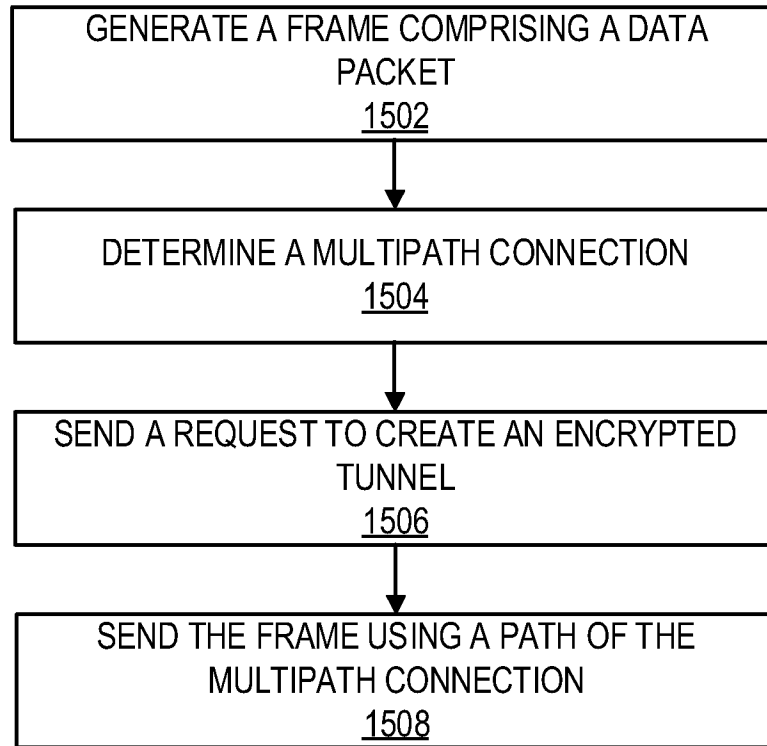 GENERATE A FRAME COMPRISING A DATA
PACKET
1502
DETERMINE A MULTIPATH CONNECTION
1504
SEND A REQUEST TO CREATE AN ENCRYPTED
TUNNEL
1506
SEND THE FRAME USING A PATH OF THE
MULTIPATH CONNECTION
1508